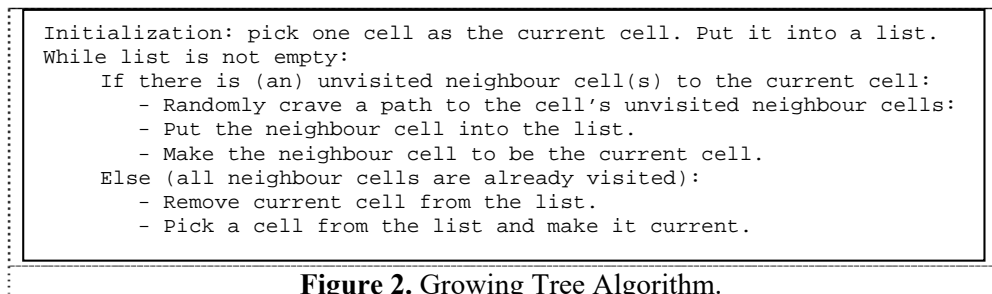 Initialization: pick one cell as the current cell. Put it into a list.
While list is not empty:
If there is (an) unvisited neighbour cell(s) to the current cell:
- Randomly crave a path to the cell’s unvisited neighbour cells:
- Put the neighbour cell into the list.
- Make the neighbour cell to be the current cell.
Else (all neighbour cells are already visited):
- Remove current cell from the list.
- Pick a cell from the list and make it current.
Figure 2. Growing Tree Algorithm.